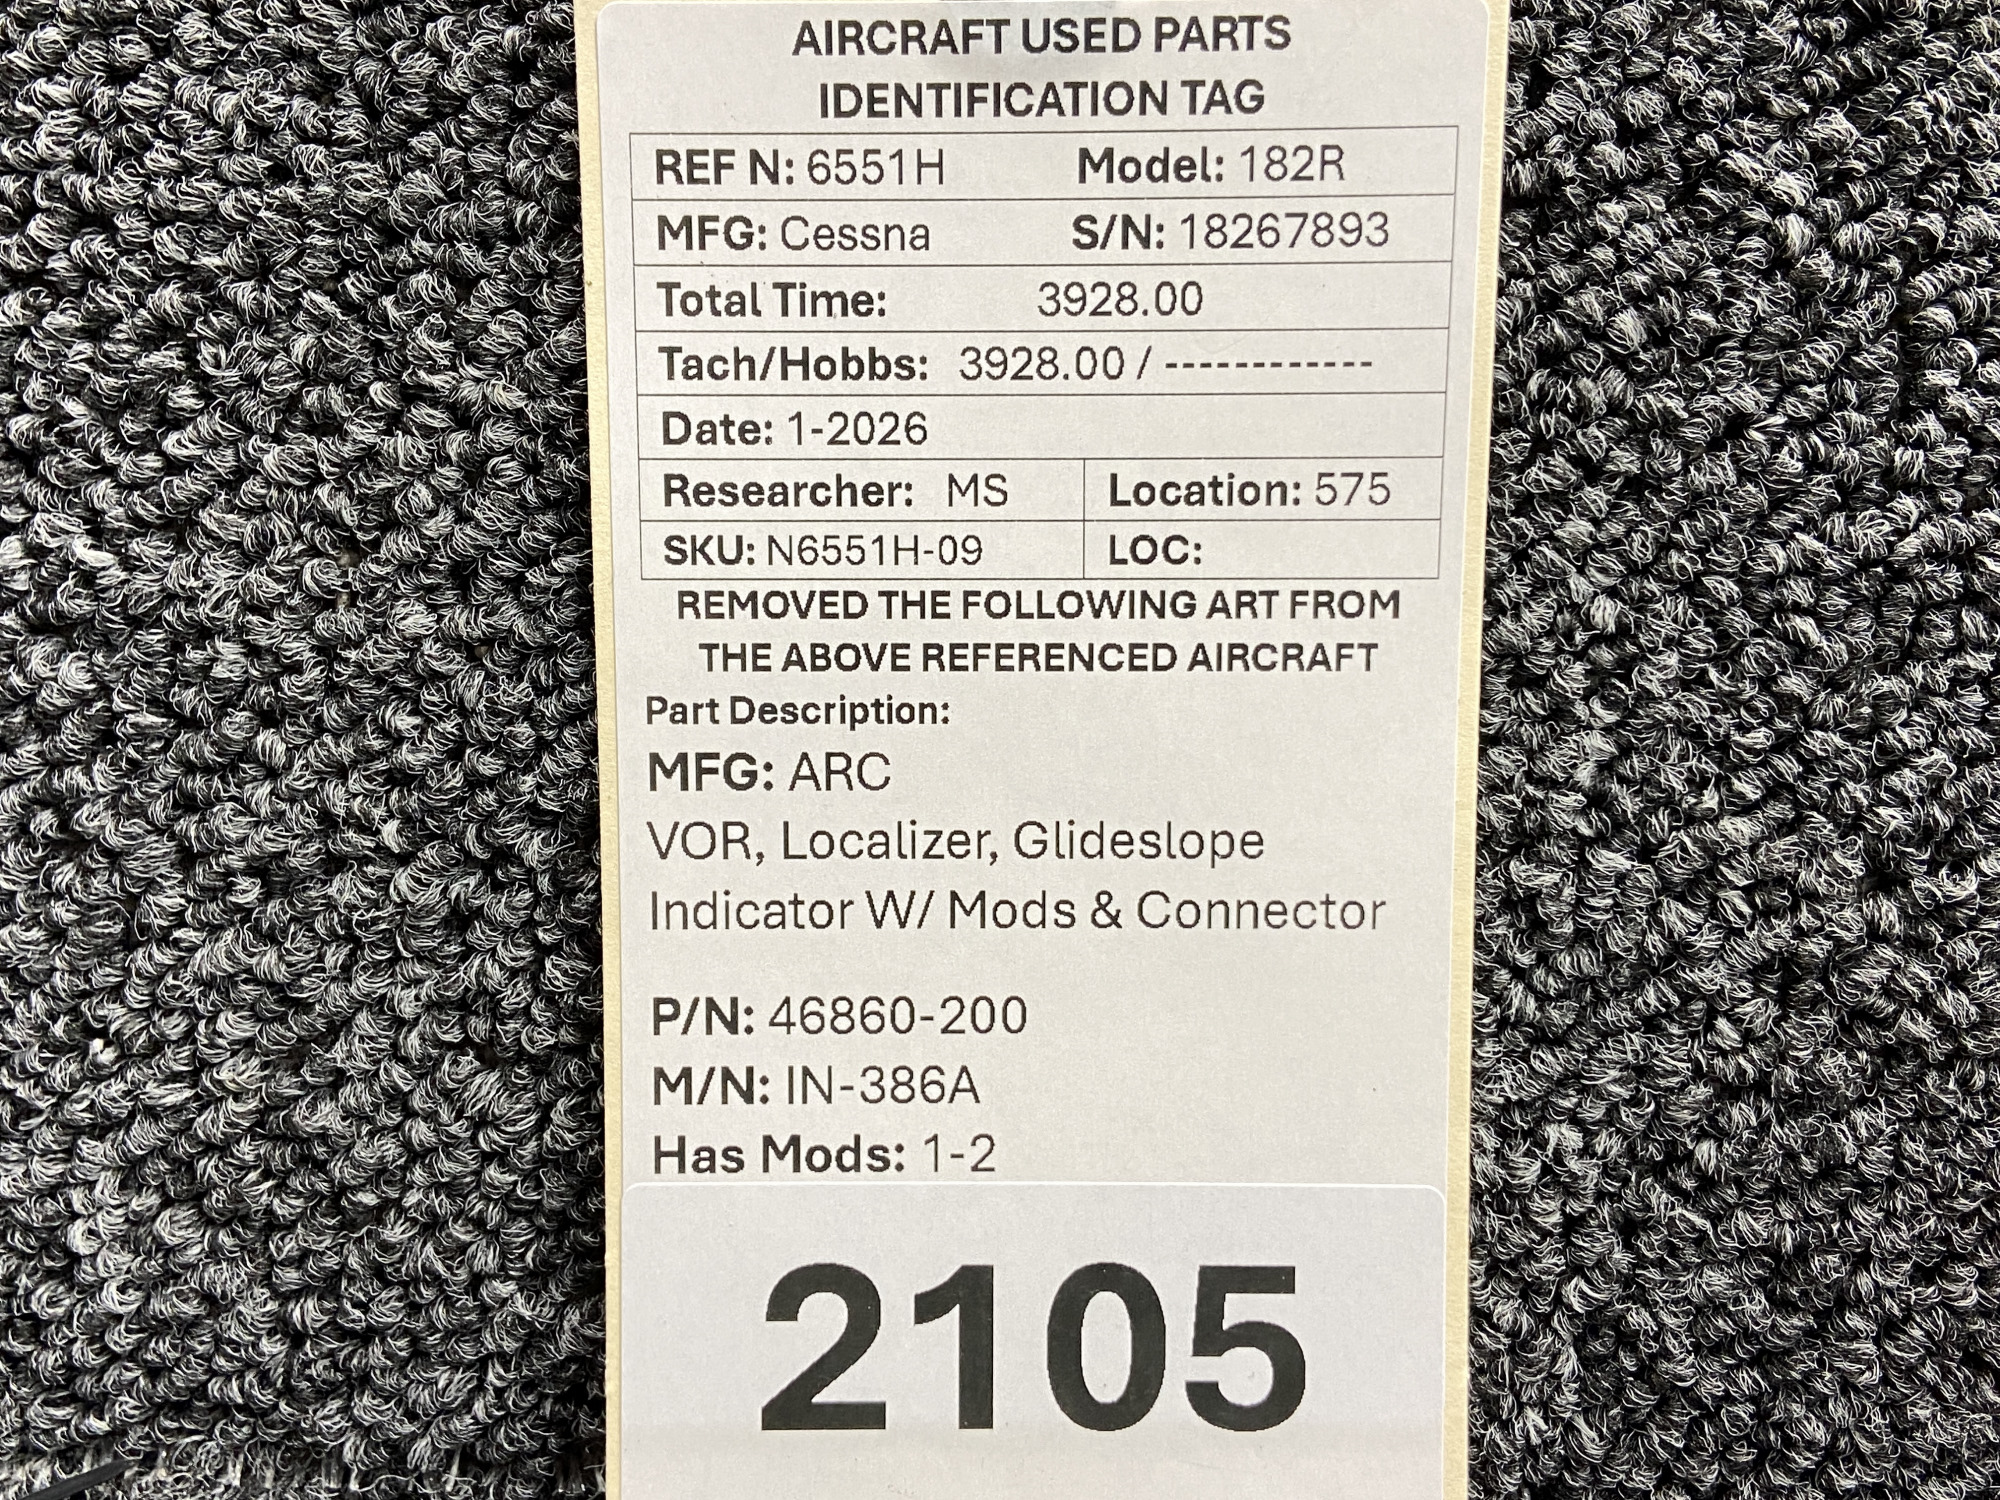 AIRCRAFT USED PARTS
IDENTIFICATION TAG
REF N: 6551H Model: 182R
MFG: Cessna S/N: 18267893
Total Time: 3928.00
Tach/Hobbs: 3928.00 / ------------
Date: 1-2026
Researcher: MS Location: 575
SKU: N6551H-09 LOC:
REMOVED THE FOLLOWING ART FROM
THE ABOVE REFERENCED AIRCRAFT
Part Description:
MFG: ARC
VOR, Localizer, Glideslope
Indicator W/ Mods & Connector
P/N: 46860-200
M/N: IN-386A
Has Mods: 1-2
2105